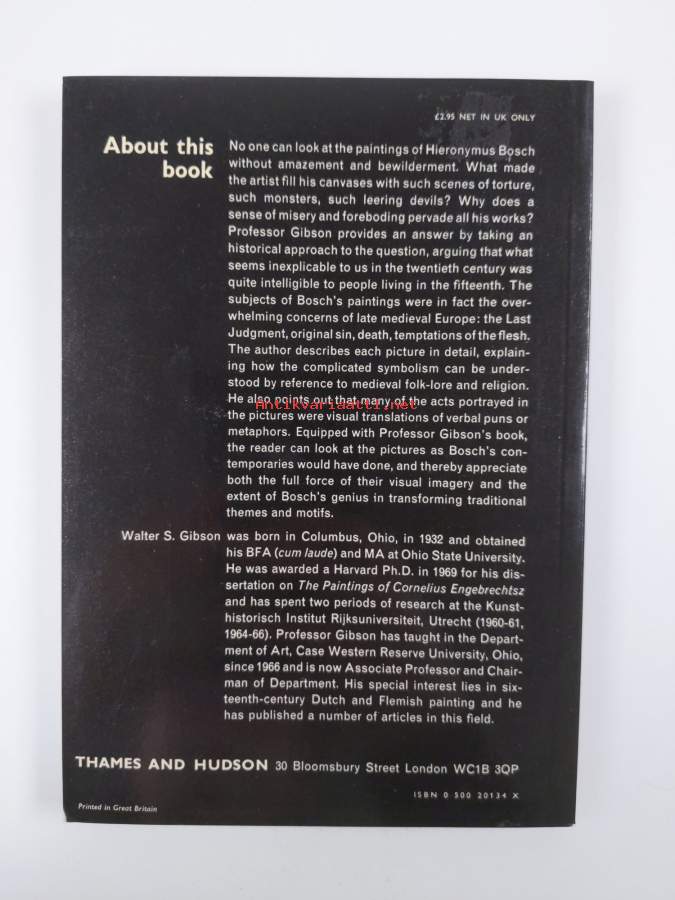 £2.95 NET IN UK ONLY
About this
book
No one can look at the paintings of Hieronymus Bosch
without amazement and bewilderment. What made
the artist fill his canvases with such scenes of torture,
such monsters, such leering devils? Why does a
sense of misery and foreboding pervade all his works?
Professor Gibson provides an answer by taking an
historical approach to the question, arguing that what
seems inexplicable to us in the twentieth century was
quite intelligible to people living in the fifteenth. The
subjects of Bosch's paintings were in fact the over-
whelming concerns of late medieval Europe: the Last
Judgment, original sin, death, temptations of the flesh.
The author describes each picture in detail, explain-
ing how the complicated symbolism can be under-
stood by reference to medieval folk-lore and religion.
He also points out that many of the acts portrayed in
Antikvariaatti.net
the pictures were visual translations of verbal puns or
metaphors. Equipped with Professor Gibson's book,
the reader can look at the pictures as Bosch's con-
temporaries would have done, and thereby appreciate
both the full force of their visual imagery and the
extent of Bosch's genius in transforming traditional
themes and motifs.
Walter S. Gibson was born in Columbus, Ohio, in 1932 and obtained
his BFA (cum laude) and MA at Ohio State University.
He was awarded a Harvard Ph.D. in 1969 for his dis-
sertation on The Paintings of Cornelius Engebrechtsz
and has spent two periods of research at the Kunst-
historisch Institut Rijksuniversiteit, Utrecht (1960-61,
1964-66). Professor Gibson has taught in the Depart-
ment of Art, Case Western Reserve University, Ohio,
since 1966 and is now Associate Professor and Chair-
man of Department. His special interest lies in six-
teenth-century Dutch and Flemish painting and he
has published a number of articles in this field.
THAMES AND HUDSON 30 Bloomsbury Street London WC1B 3QP
ISBN 0 500 20134 X
Printed in Great Britain